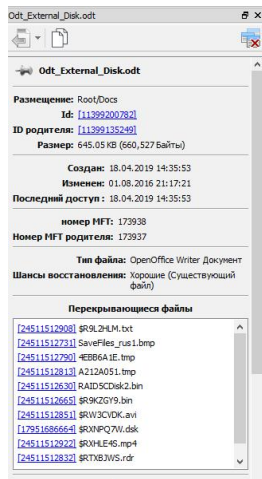 Odt_External_Disk.odt
Odt_External_Disk.odt
Размещение: Root/Docs
Id: [11399200782]
ID родителя: [11399135249]
Размер: 645.05 KB (660,527 Байты)
Создан: 18.04.2019 14:35:53
Изменен: 01.08.2016 21:17:21
Последний доступ : 18.04.2019 14:35:53
номер MFT: 173938
Номер MFT родителя: 173937
Тип файла: OpenOffice Writer Документ
Шансы восстановления: Хорошие (Существующий
файл)
Перекрывающиеся файлы
[24511512908] $R9L2HLM.txt
[24511512731] SaveFiles_rus1.bmp
[24511512790] 4EBB6A1E.tmp
[24511512813] A212A051.tmp
[24511512630] RAID5CDisk2.bin
[24511512665] $R9KZGY9.bin
[24511512851] $RW3CVDK.avi
[17951686664] $RXNPQ7W.dsk
[24511512922] $RXHLE4S.mp4
[24511512832] $RTXBJWS.rdr